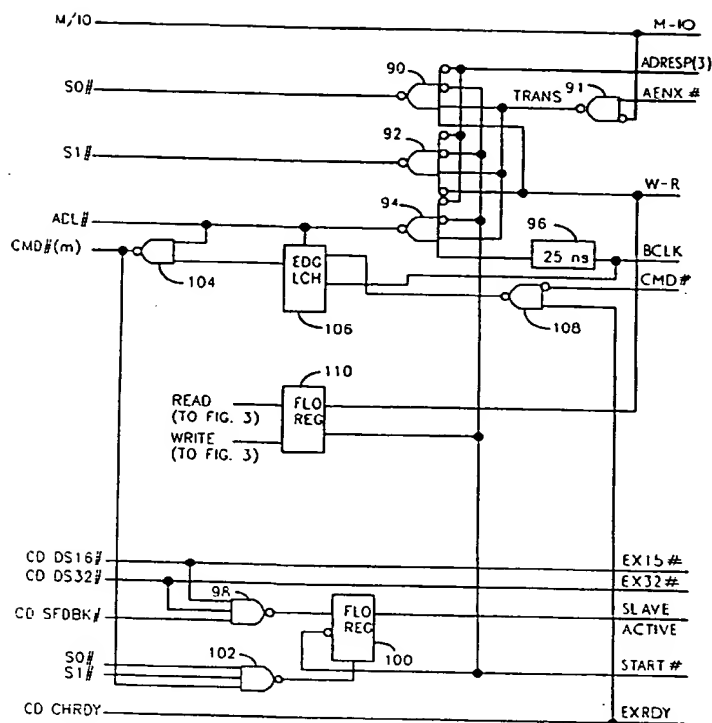 M/IO M-IO
90 ADRESP(3)
S0# TRANS 91 AENX #
92
S1#
94 W-R
ADL# 96
CMD#(m) 25 ns BCLK
EDG LCH CMD#
104
106 108
110
READ (TO FIG. 3) FLO REG
WRITE (TO FIG. 3)
CD DS16# EX15#
CD DS32# EX32#
98 FLO REG SLAVE ACTIVE
CD SFDBK#
102 100
S0# START#
S1#
CD CHRDY EXRDY